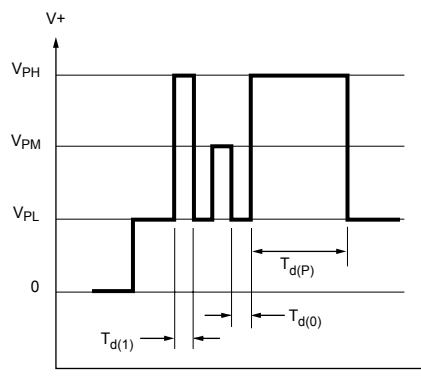 V+
VPH
VPM
VPL
0
Td(P)
Td(0)
Td(1)